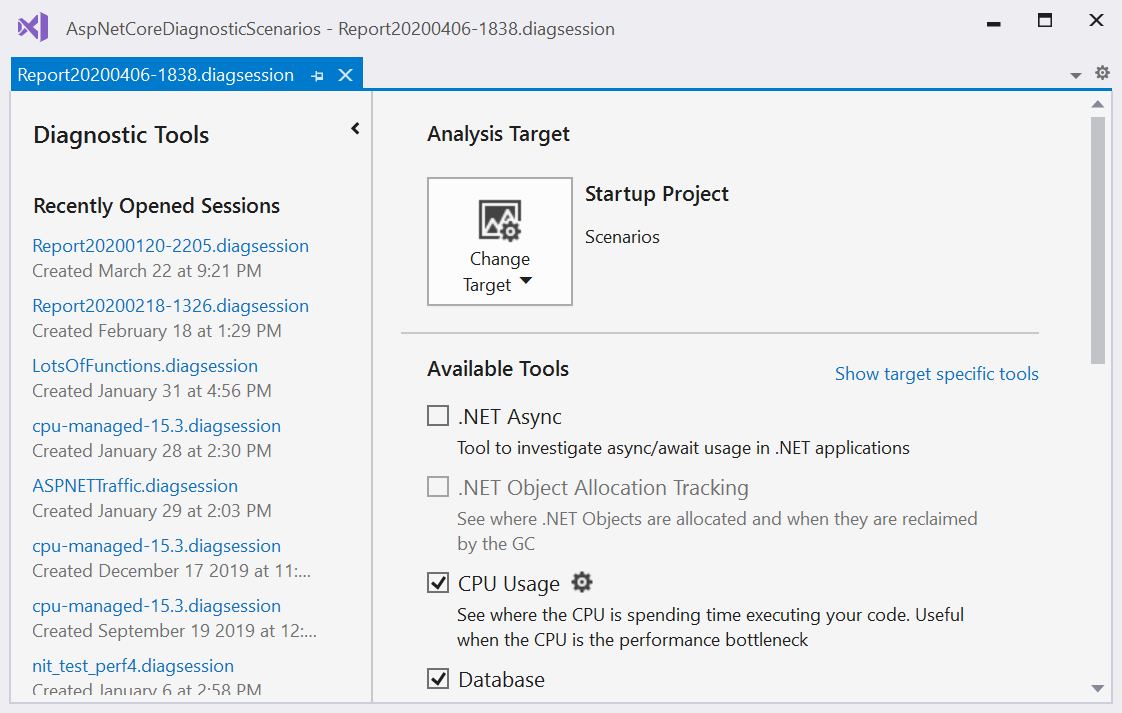 AspNetCoreDiagnosticScenarios - Report20200406-1838.diagsession
Report20200406-1838.diagsession
Diagnostic Tools
Recently Opened Sessions
Report20200120-2205.diagsession
Created March 22 at 9:21 PM
Report20200218-1326.diagsession
Created February 18 at 1:29 PM
LotsOfFunctions.diagsession
Created January 31 at 4:56 PM
cpu-managed-15.3.diagsession
Created January 28 at 2:30 PM
ASPNETTraffic.diagsession
Created January 29 at 2:03 PM
cpu-managed-15.3.diagsession
Created December 17 2019 at 11:...
cpu-managed-15.3.diagsession
Created September 19 2019 at 12:...
nit_test_perf4.diagsession
Created January 6 at 2:58 PM
Analysis Target
Change
Target
Startup Project
Scenarios
Available Tools
Show target specific tools
.NET Async
Tool to investigate async/await usage in .NET applications
.NET Object Allocation Tracking
See where .NET Objects are allocated and when they are reclaimed
by the GC
CPU Usage
See where the CPU is spending time executing your code. Useful
when the CPU is the performance bottleneck
Database